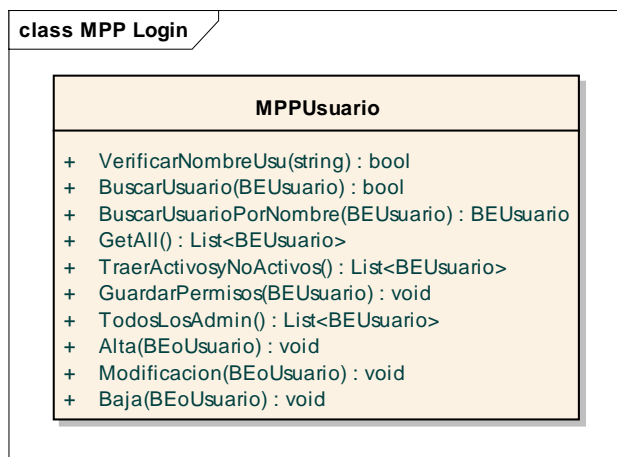 class MPP Login
MPPUsuario
+ VerificarNombreUsu(string) : bool
+ BuscarUsuario(BEUsuario) : bool
+ BuscarUsuarioPorNombre(BEUsuario) : BEUsuario
+ GetAll() : List<BEUsuario>
+ TraerActivosyNoActivos() : List<BEUsuario>
+ GuardarPermisos(BEUsuario) : void
+ TodosLosAdmin() : List<BEUsuario>
+ Alta(BEoUsuario) : void
+ Modificacion(BEoUsuario) : void
+ Baja(BEoUsuario) : void